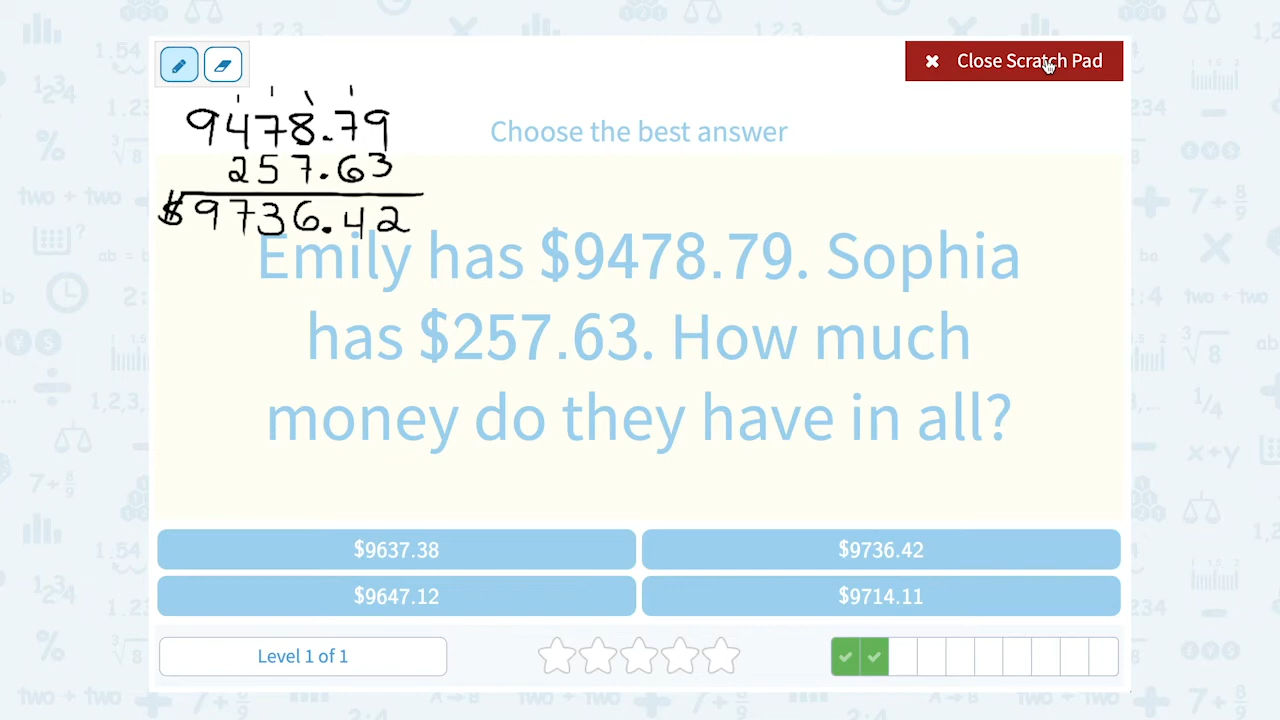 Close Scratch Pad
9478.79
257.63
$9736.42
Choose the best answer
Emily has $9478.79. Sophia
has $257.63. How much
money do they have in all?
$9637.38
$9736.42
$9647.12
$9714.11
Level 1 of 1